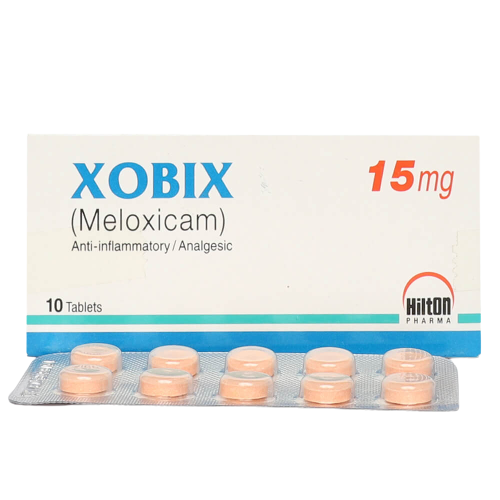 XOBIX
15mg
(Meloxicam)
Anti-inflammatory / Analgesic
10 Tablets
HiltOn
PHARMA